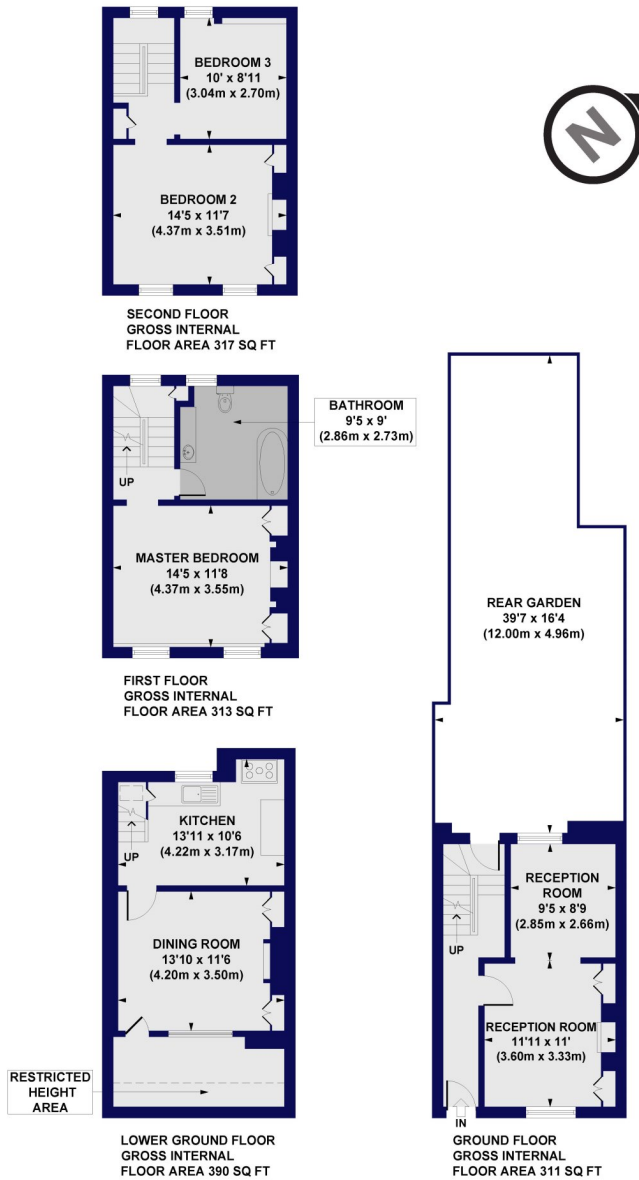 BEDROOM 3
10' x 8'11
(3.04m x 2.70m)
N
BEDROOM 2
14'5 x 11'7
(4.37m x 3.51m)
SECOND FLOOR
GROSS INTERNAL
FLOOR AREA 317 SQ FT
BATHROOM
9'5 x 9'
(2.86m x 2.73m)
UP
MASTER BEDROOM
14'5 x 11'8
(4.37m x 3.55m)
FIRST FLOOR
GROSS INTERNAL
FLOOR AREA 313 SQ FT
REAR GARDEN
39'7 x 16'4
(12.00m x 4.96m)
KITCHEN
13'11 x 10'6
(4.22m x 3.17m)
UP
DINING ROOM
13'10 x 11'6
(4.20m x 3.50m)
RESTRICTED
HEIGHT
AREA
LOWER GROUND FLOOR
GROSS INTERNAL
FLOOR AREA 390 SQ FT
RECEPTION
ROOM
9'5 x 8'9
(2.85m x 2.66m)
UP
RECEPTION ROOM
11'11 x 11'
(3.60m x 3.33m)
IN
GROUND FLOOR
GROSS INTERNAL
FLOOR AREA 311 SQ FT